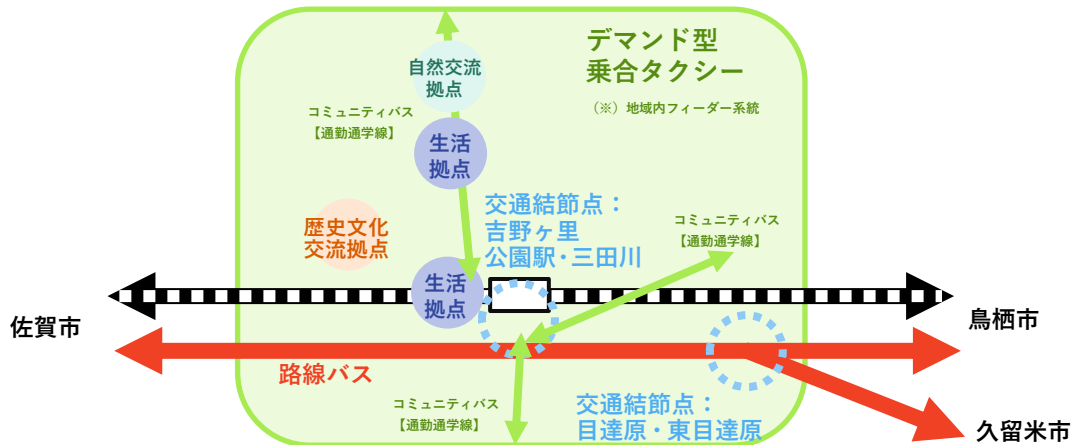 デマンド型
乗合タクシー
（※）地域内フィーダー系統
自然交流
拠点
コミュニティバス
【通勤通学線】
生活
拠点
交通結節点：
吉野ヶ里
公園駅・三田川
コミュニティバス
【通勤通学線】
歴史文化
交流拠点
生活
拠点
佐賀市
鳥栖市
路線バス
コミュニティバス
【通勤通学線】
交通結節点：
目達原・東目達原
久留米市